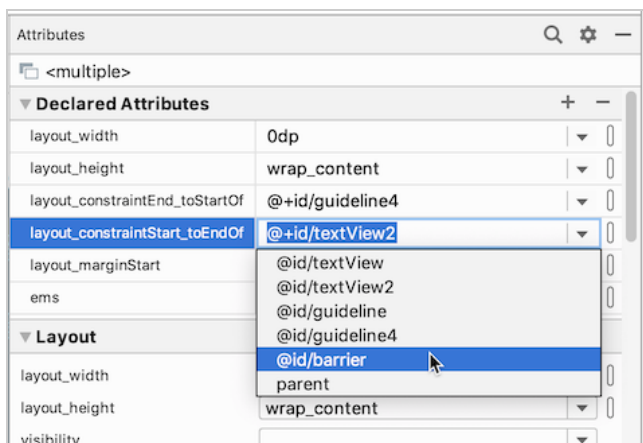 Attributes
<multiple>
Declared Attributes
layout_width 0dp
layout_height wrap_content
layout_constraintEnd_toStartOf @+id/guideline4
layout_constraintStart_toEndOf @+id/textView2
layout_marginStart
ems
@id/textView
@id/textView2
@id/guideline
@id/guideline4
@id/barrier
parent
Layout
layout_width
layout_height wrap_content
visibility